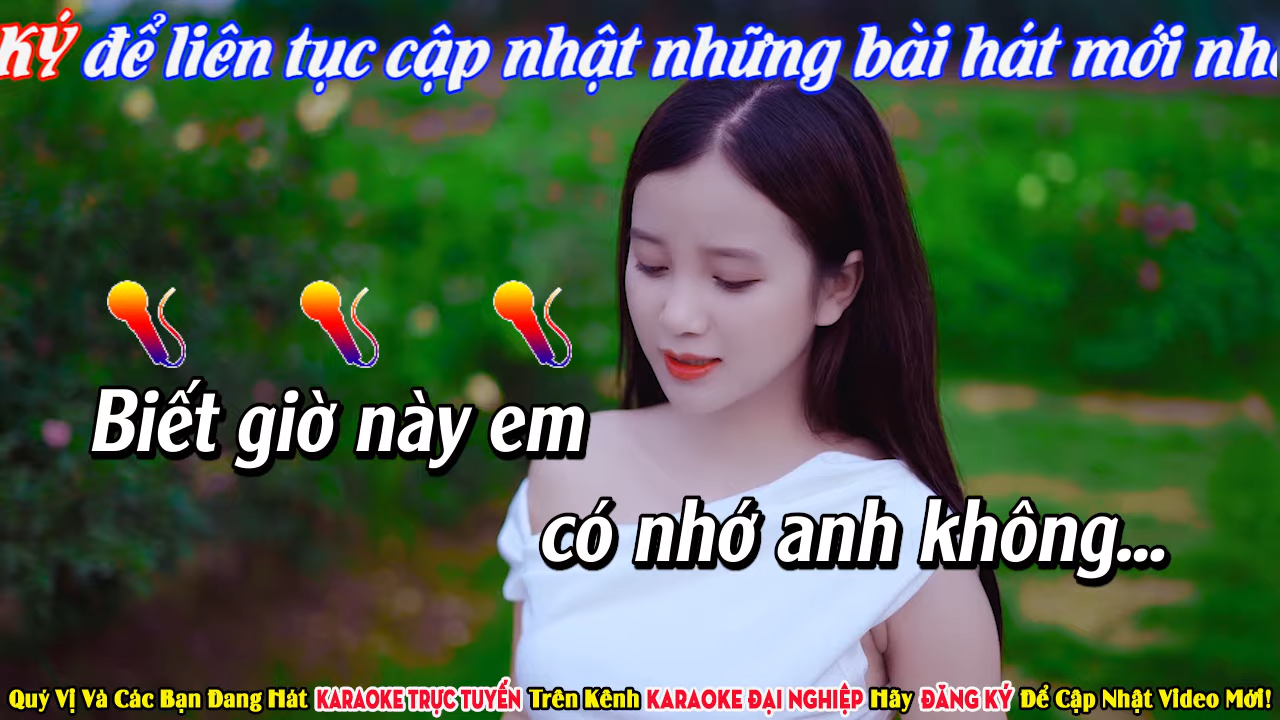 KÝ để liên tục cập nhật những bài hát mới
Biết giờ này em
có nhớ anh không...
Quý Vị Và Các Bạn Đang Hát KARAOKE TRỰC TUYẾN Trên Kênh KARAOKE ĐẠI NGHIỆP Hãy ĐĂNG KÝ Để Cập Nhật Video Mới!